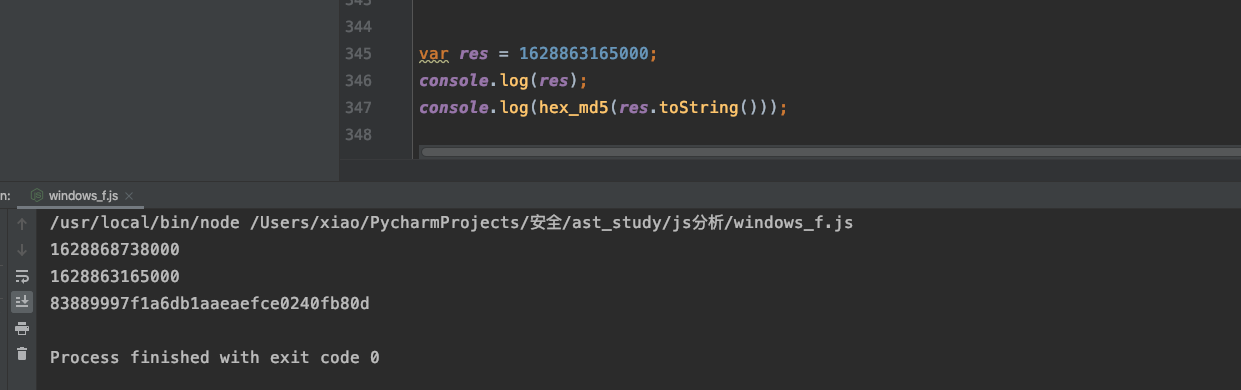 343
344
345 var res = 1628863165000;
346 console.log(res);
347 console.log(hex_md5(res.toString()));
348
n: windows_f.js ×
/usr/local/bin/node /Users/xiao/PycharmProjects/安全/ast_study/js分析/windows_f.js
1628868738000
1628863165000
83889997f1a6db1aaeaefce0240fb80d
Process finished with exit code 0